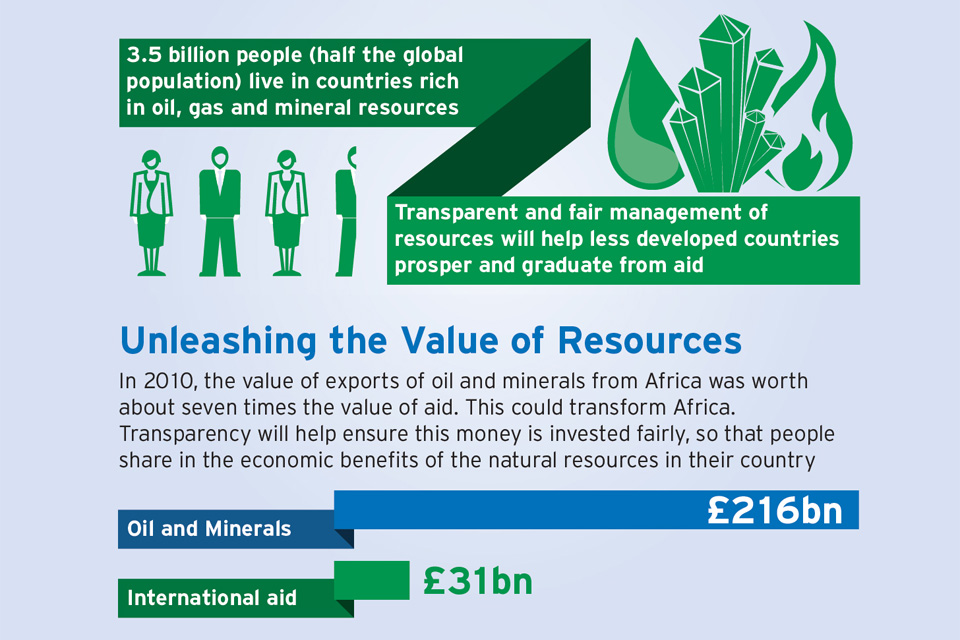 3.5 billion people (half the global
population) live in countries rich
in oil, gas and mineral resources
Transparent and fair management of
resources will help less developed countries
prosper and graduate from aid
Unleashing the Value of Resources
In 2010, the value of exports of oil and minerals from Africa was worth
about seven times the value of aid. This could transform Africa.
Transparency will help ensure this money is invested fairly, so that people
share in the economic benefits of the natural resources in their country
Oil and Minerals
£216bn
International aid
£31bn